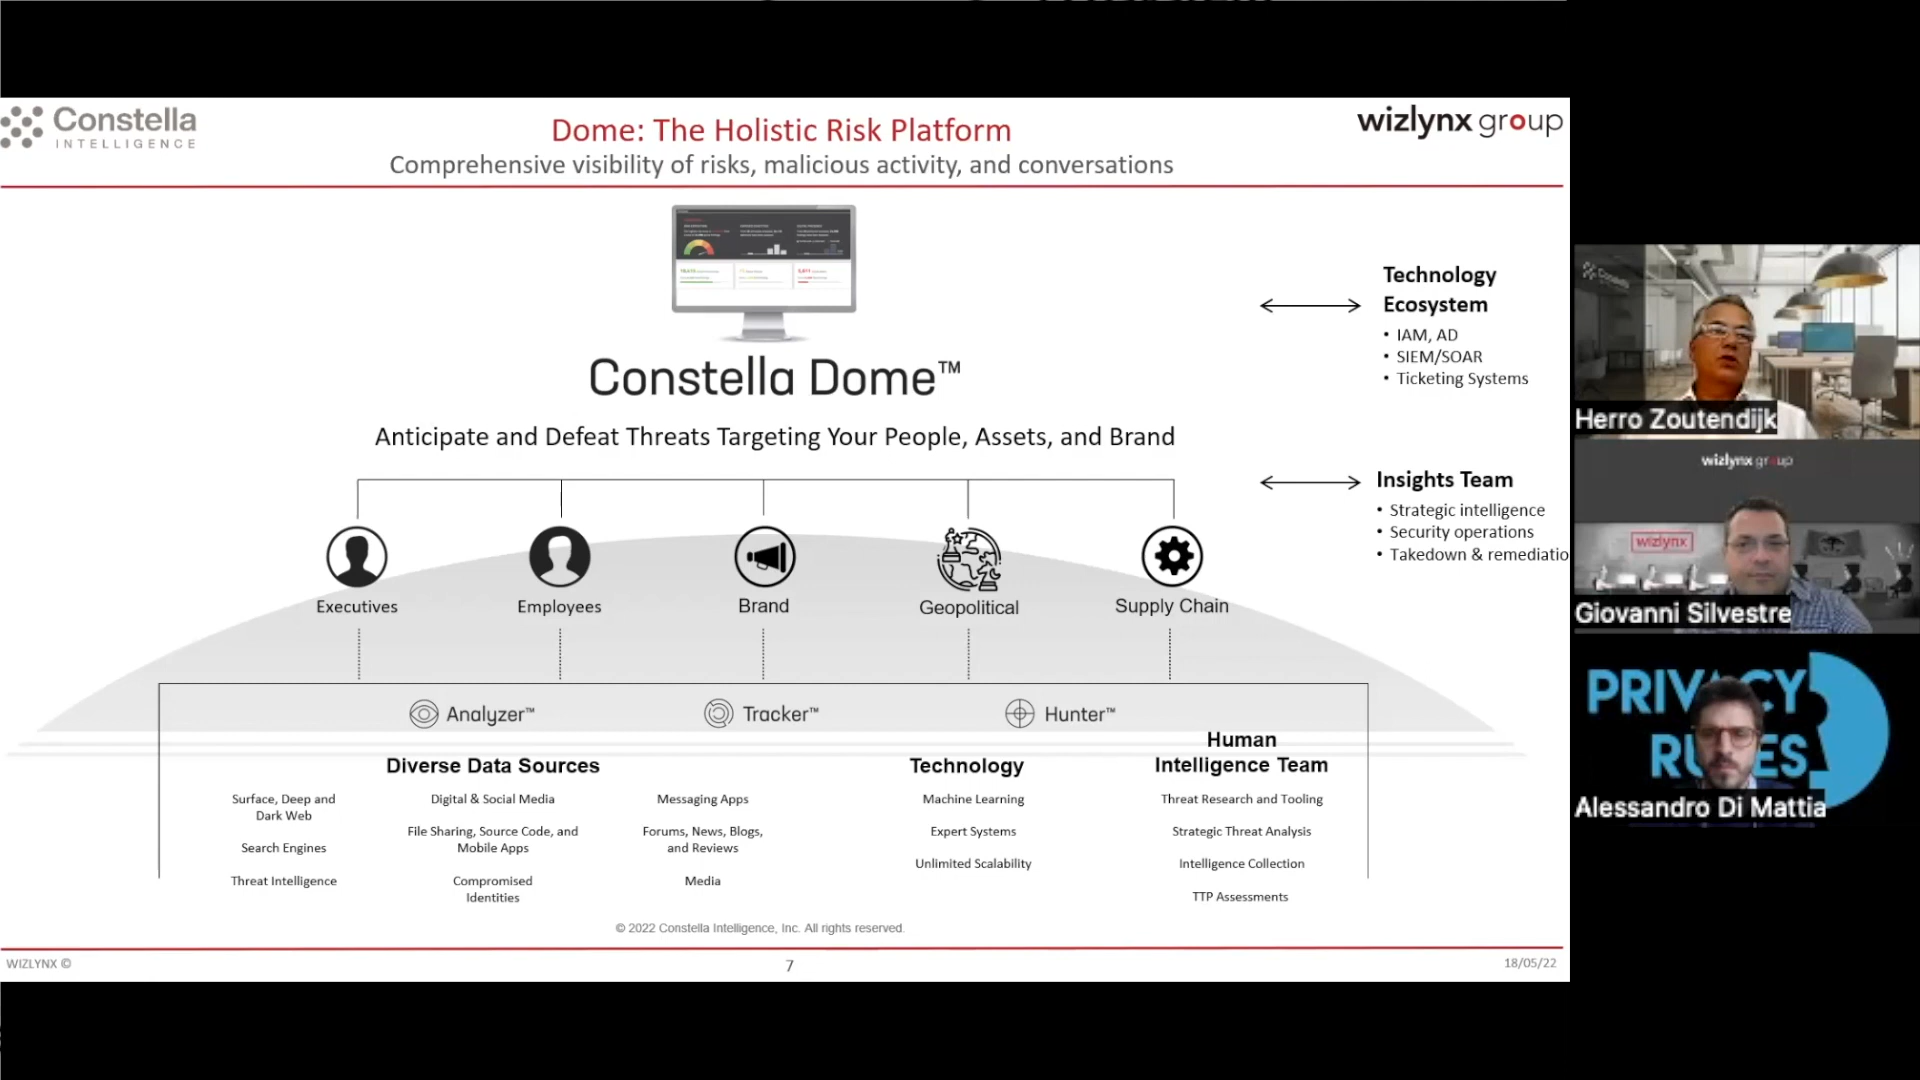 Constella
INTELLIGENCE
Dome: The Holistic Risk Platform
Comprehensive visibility of risks, malicious activity, and conversations
wizlynx group
Constella Dome™
Anticipate and Defeat Threats Targeting Your People, Assets, and Brand
Technology
Ecosystem
• IAM, AD
• SIEM/SOAR
• Ticketing Systems
Insights Team
• Strategic intelligence
• Security operations
• Takedown & remediatio
Executives
Employees
Brand
Geopolitical
Supply Chain
Analyzer™
Tracker™
Hunter™
Diverse Data Sources
Surface, Deep and
Dark Web
Search Engines
Threat Intelligence
Digital & Social Media
File Sharing, Source Code, and
Mobile Apps
Compromised
Identities
Messaging Apps
Forums, News, Blogs,
and Reviews
Media
Technology
Machine Learning
Expert Systems
Unlimited Scalability
Human
Intelligence Team
Threat Research and Tooling
Strategic Threat Analysis
Intelligence Collection
TTP Assessments
© 2022 Constella Intelligence, Inc. All rights reserved.
WIZLYNX ©
7
18/05/22
Herro Zoutendijk
wizlynx group
wizlynx
Giovanni Silvestre
Alessandro Di Mattia